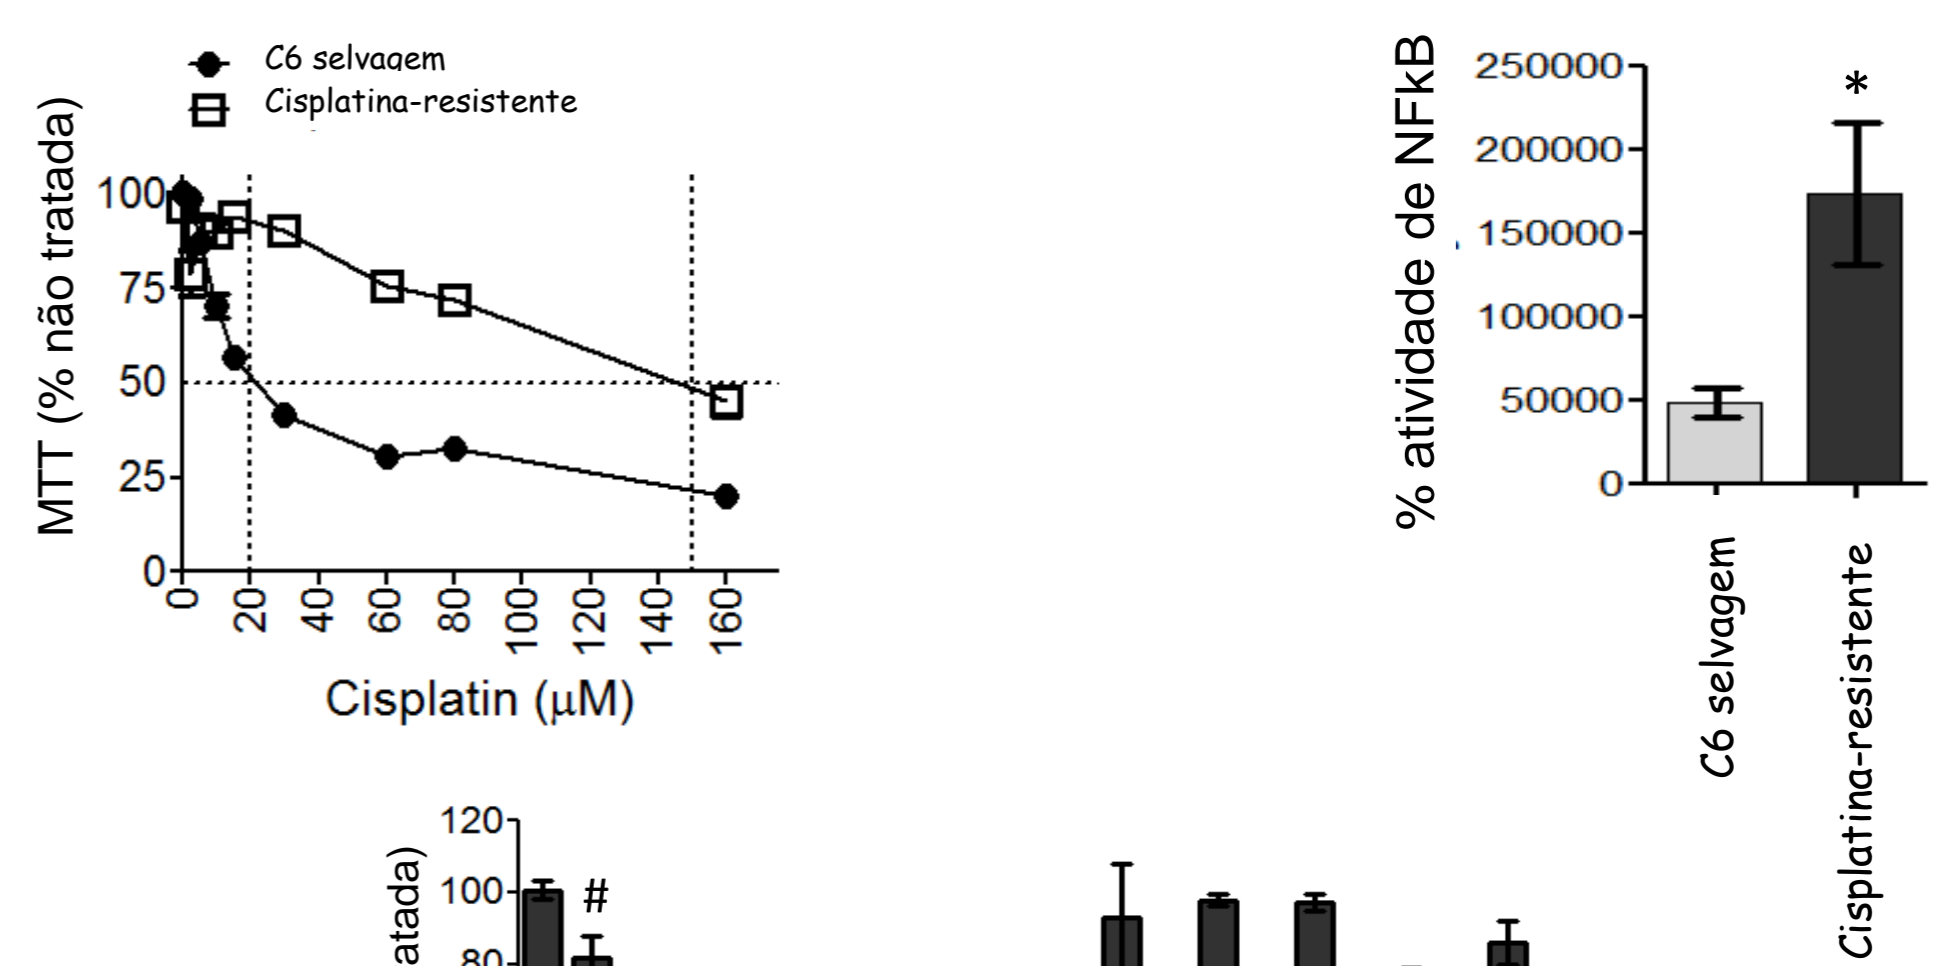 C6 selvagem
Cisplatina-resistente
MTT (% não tratada)
100
75
50
25
0
0 20 40 60 80 100 120 140 160
Cisplatin (μM)
% atividade de NFkB
250000
200000
150000
100000
50000
0
*
C6 selvagem
Cisplatina-resistente
120
100
80
#
atada)